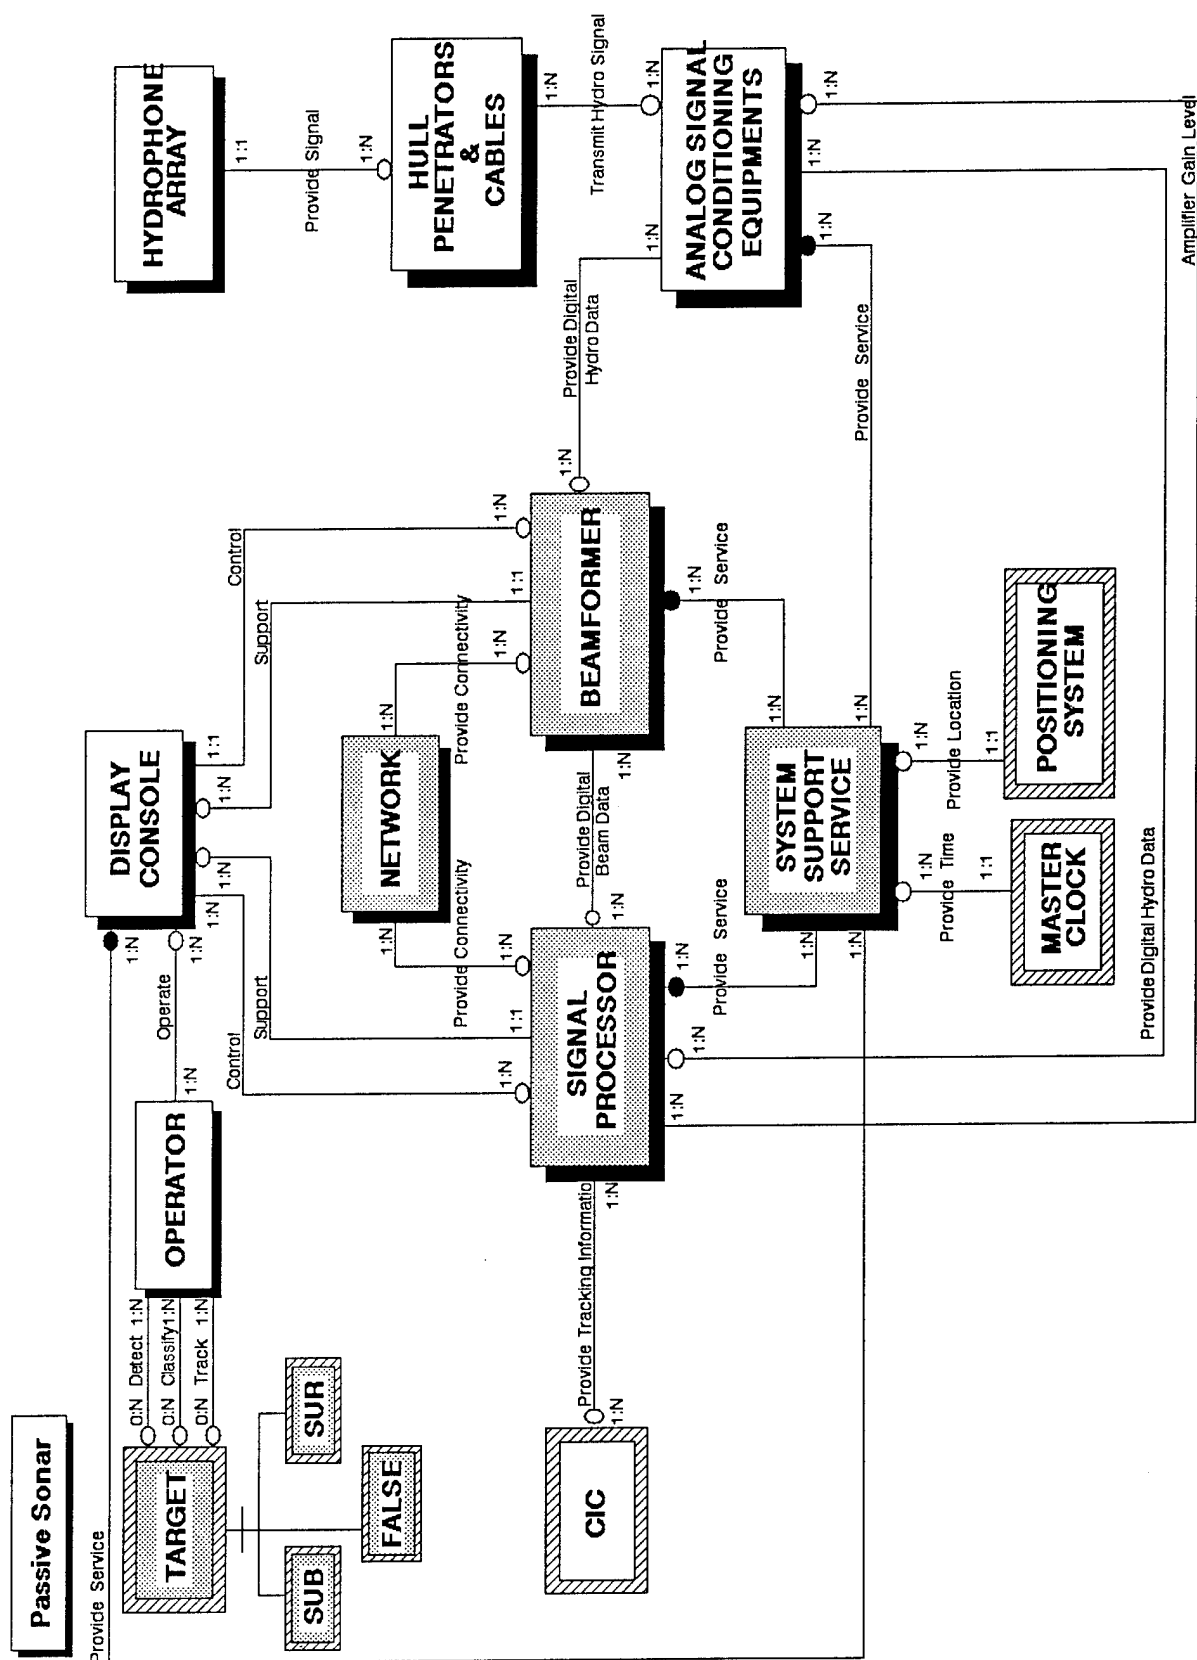 Passive Sonar
Provide Service
TARGET
SUB
SUR
FALSE
0:N Detect 1:N
0:N Classify 1:N
0:N Track 1:N
OPERATOR
1:N
Operate
1:N
1:N
DISPLAY
CONSOLE
1:N
1:N
1:N
1:1
Control
Support
Support
Control
HYDROPHONE
ARRAY
1:1
Provide Signal
1:N
HULL
PENETRATORS
&
CABLES
1:N
Transmit Hydro Signal
1:N
ANALOG SIGNAL
CONDITIONING
EQUIPMENTS
1:N
1:N
1:N
1:N
Provide Digital
Hydro Data
1:N
NETWORK
1:N
1:N
Provide Connectivity
Provide Connectivity
CIC
1:N
Provide Tracking Informatio
1:N
SIGNAL
PROCESSOR
1:N
1:1
1:N
1:N
1:N
1:N
1:N
Provide Digital
Beam Data
1:N
BEAMFORMER
1:N
1:1
1:N
1:N
Provide Service
Provide Service
Provide Service
SYSTEM
SUPPORT
SERVICE
1:N
1:N
1:N
1:N
1:N
1:N
Provide Time
1:1
Provide Location
1:1
MASTER
CLOCK
POSITIONING
SYSTEM
Provide Digital Hydro Data
Amplifier Gain Level